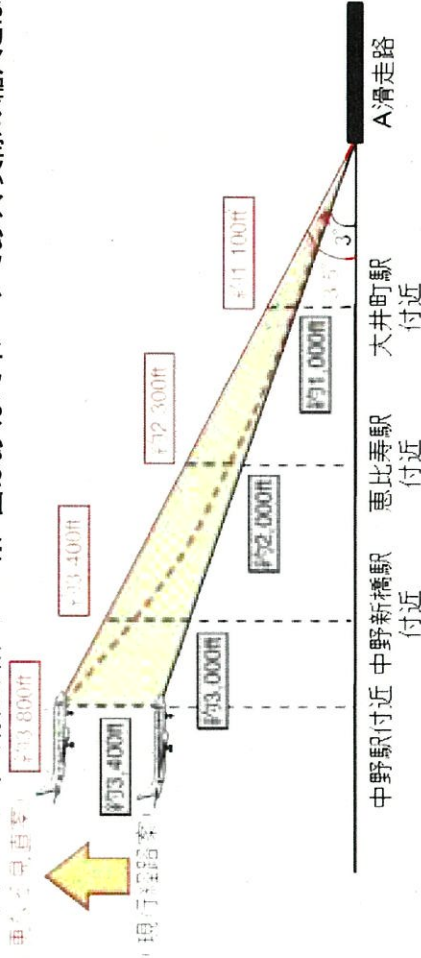 約3,800ft
約3,400ft
約2,300ft
約1,100ft
現行経路案
約3,400ft
約3,000ft
約2,000ft
約1,000ft
3.5°
3°
中野駅付近
中野新橋駅
付近
恵比寿駅
付近
大井町駅
付近
A滑走路